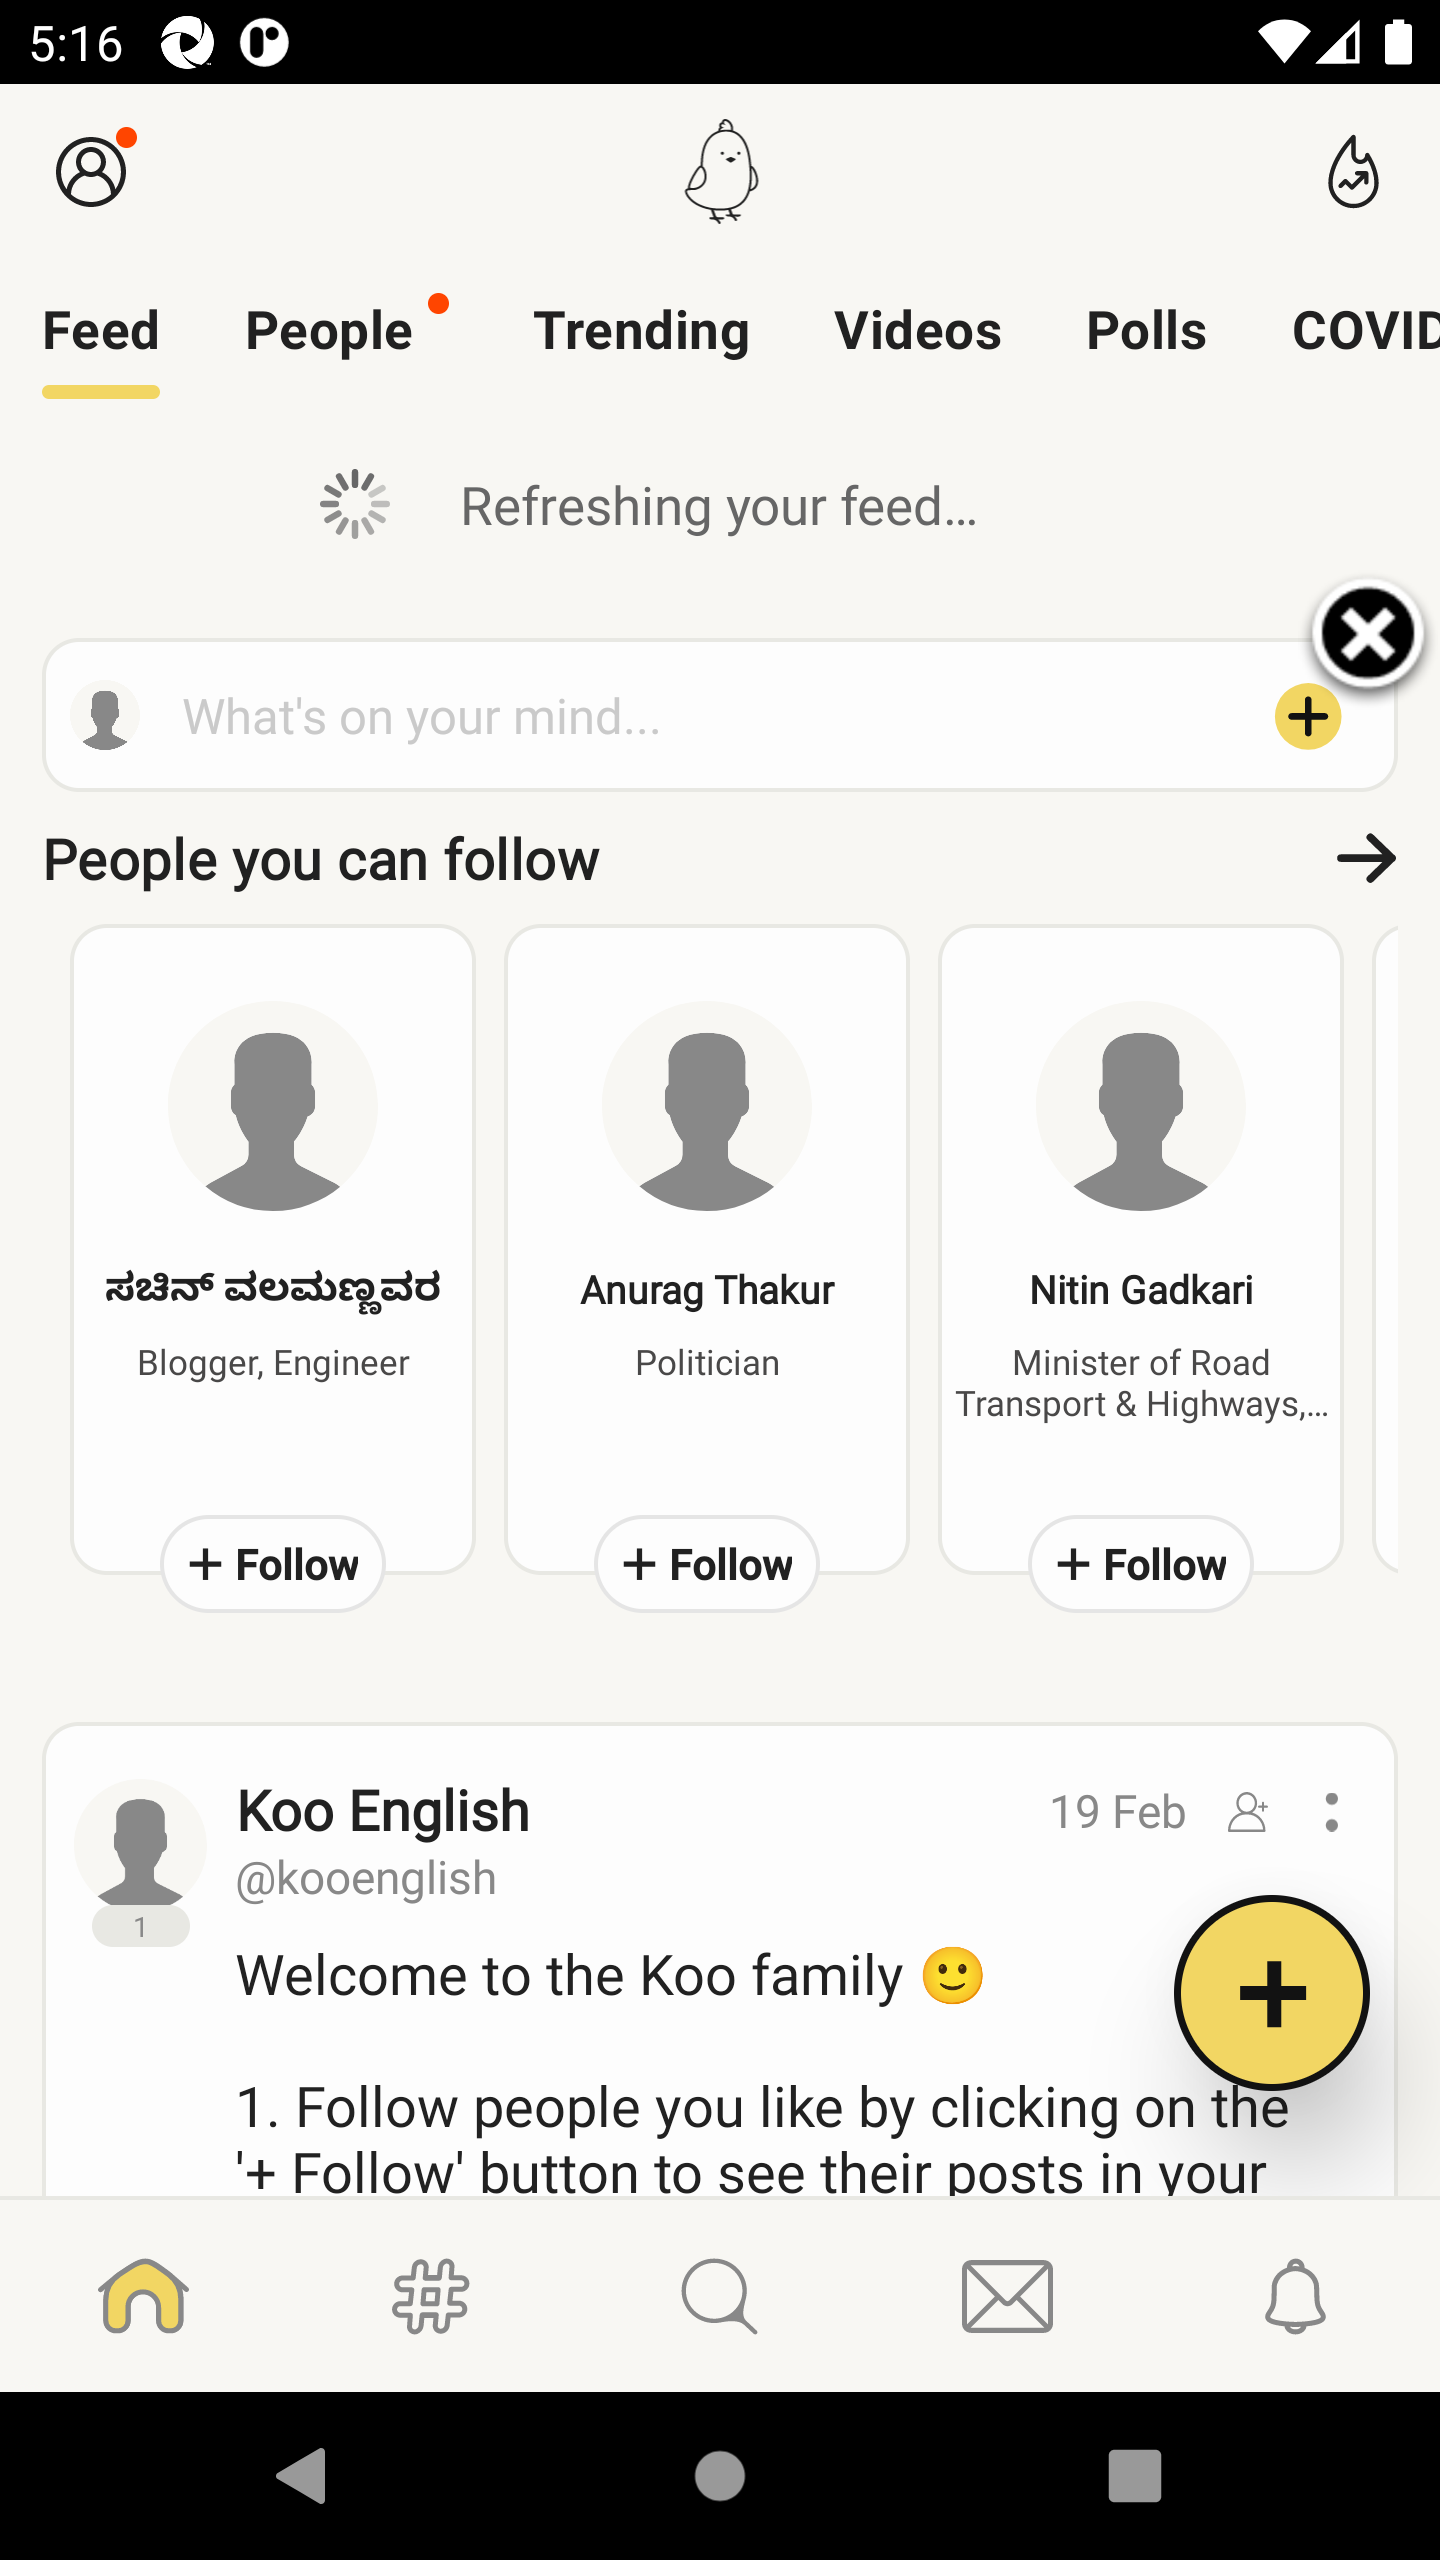 5:16
Feed People Trending Videos Polls COVID
Refreshing your feed...
What's on your mind...
People you can follow
ಸಚಿನ್ ವಲಮಣ್ಣವರ
Blogger, Engineer
+ Follow
Anurag Thakur
Politician
+ Follow
Nitin Gadkari
Minister of Road
Transport & Highways,...
+ Follow
Koo English
19 Feb
@kooenglish
1
Welcome to the Koo family 🙂
1. Follow people you like by clicking on the
'+ Follow' button to see their posts in your